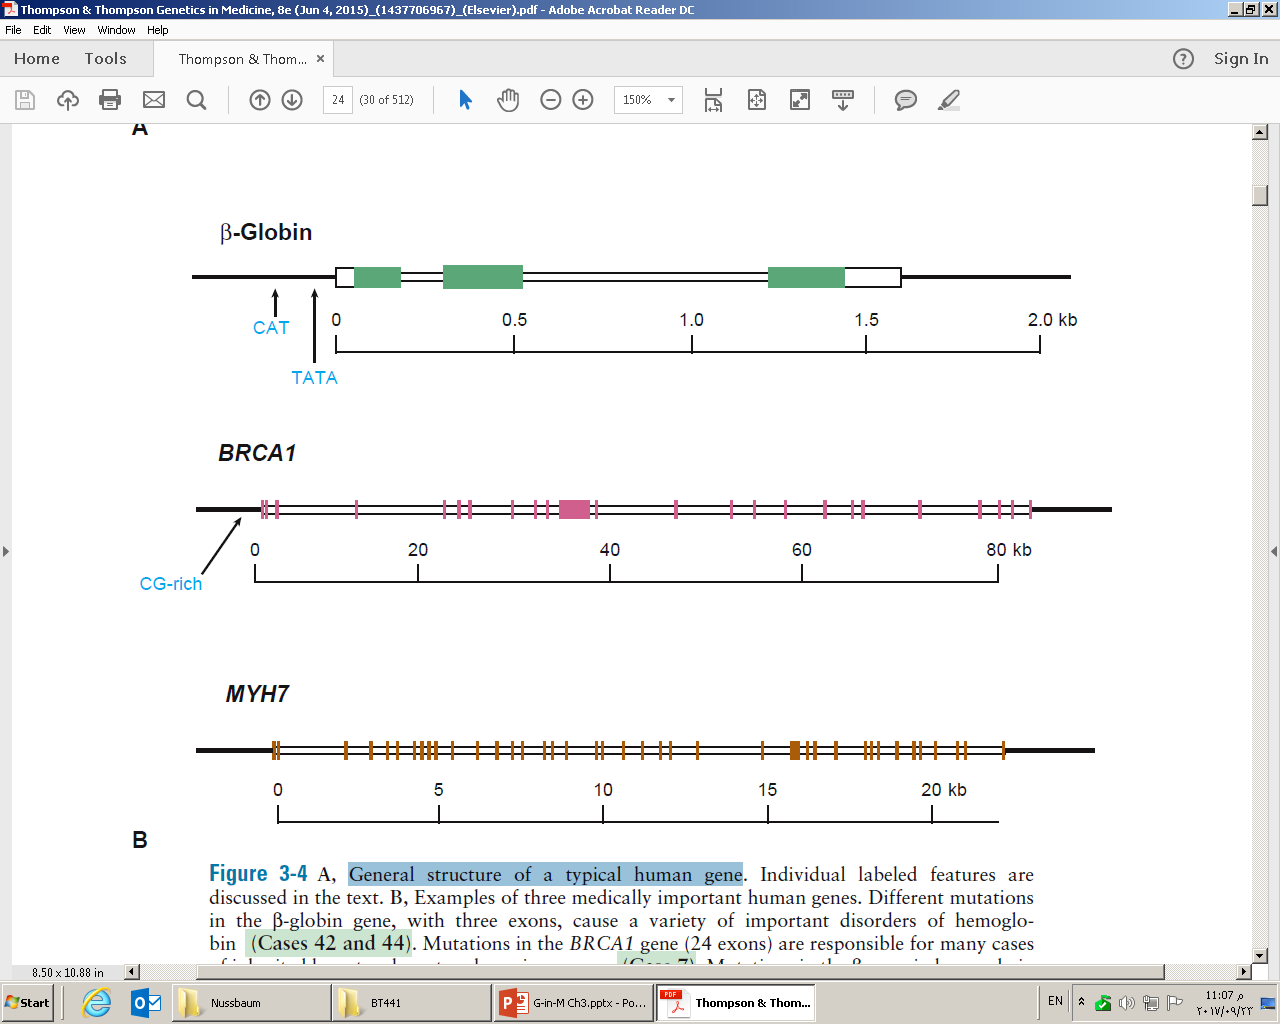 Thompson & Thompson Genetics in Medicine, 8e (Jun 4, 2015)_(1437706967)_(Elsevier).pdf - Adobe Acrobat Reader DC
File Edit View Window Help
Home Tools Thompson & Thom... × ? Sign In
24 (30 of 512) 150%
A
β-Globin
CAT
TATA
0 0.5 1.0 1.5 2.0 kb
BRCA1
CG-rich
0 20 40 60 80 kb
MYH7
0 5 10 15 20 kb
B
Figure 3-4 A, General structure of a typical human gene. Individual labeled features are
discussed in the text. B, Examples of three medically important human genes. Different mutations
in the β-globin gene, with three exons, cause a variety of important disorders of hemoglo-
bin (Cases 42 and 44). Mutations in the BRCA1 gene (24 exons) are responsible for many cases
8.50 x 10.88 in
Start Nussbaum BT441 G-in-M Ch3.pptx - Po... Thompson & Thom... EN 11:07 م
٢٠١٧/٠٩/٢٢